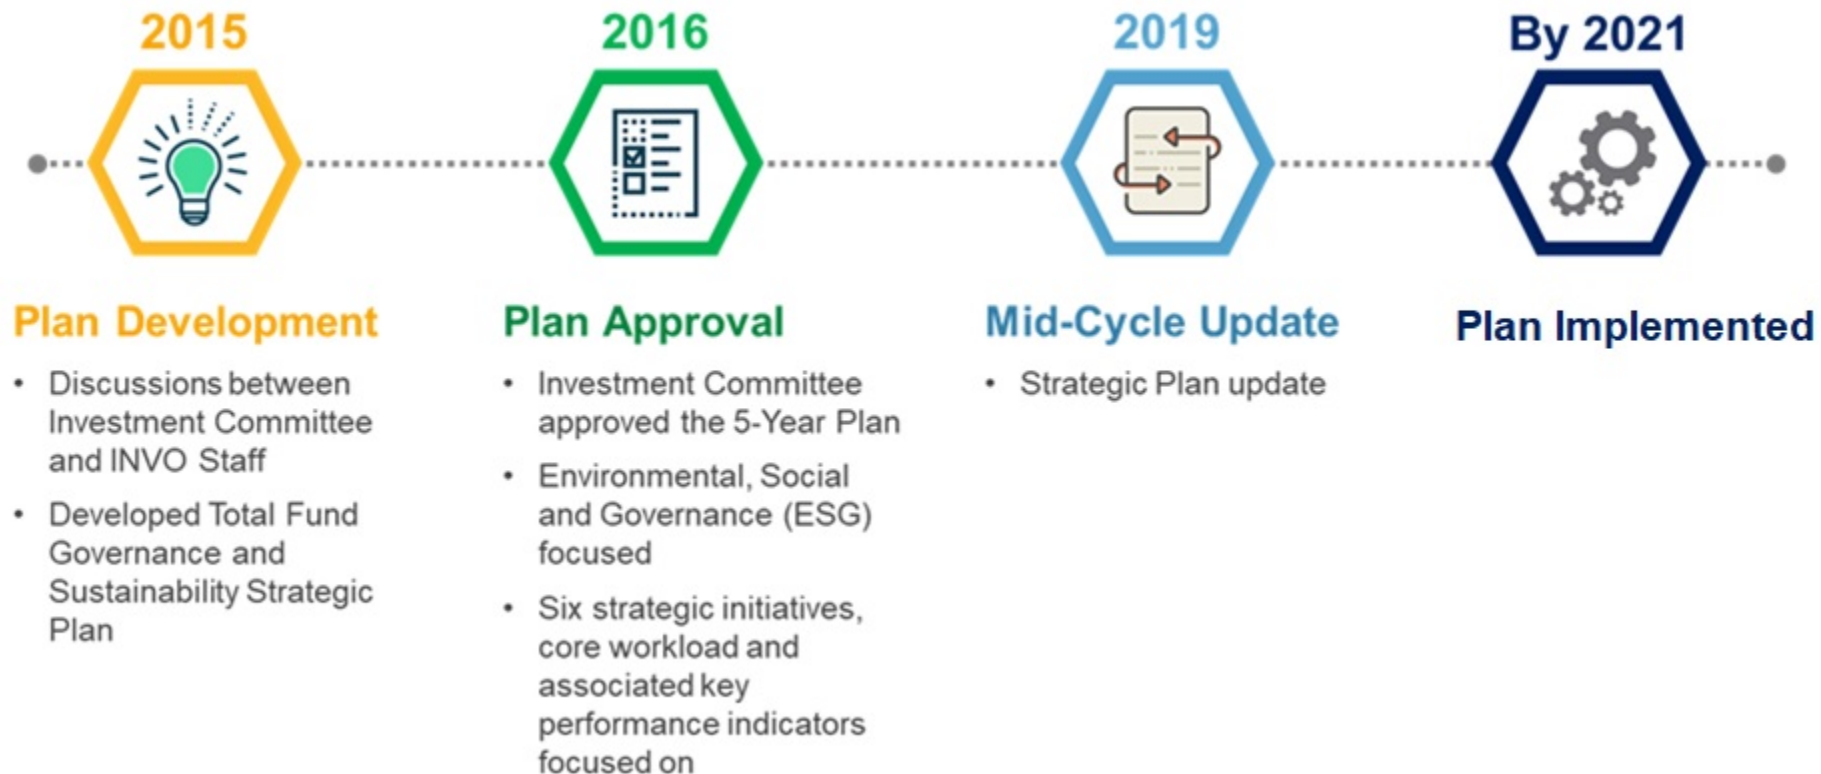 2015
Plan Development
• Discussions between
Investment Committee
and INVO Staff
• Developed Total Fund
Governance and
Sustainability Strategic
Plan
2016
Plan Approval
• Investment Committee
approved the 5-Year Plan
• Environmental, Social
and Governance (ESG)
focused
• Six strategic initiatives,
core workload and
associated key
performance indicators
focused on
2019
Mid-Cycle Update
• Strategic Plan update
By 2021
Plan Implemented